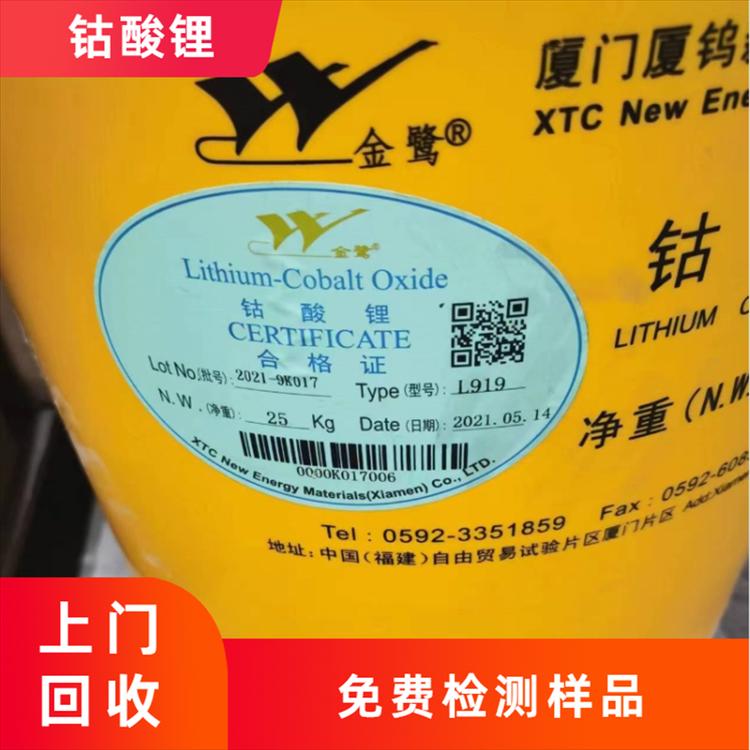 钴酸锂
金鹭®
厦门厦钨新
XTC New Ene
金鹭®
Lithium-Cobalt Oxide
钴酸锂
CERTIFICATE
合格证
Lot No.(批号): 2021-9K017
Type (型号): L919
N.W.(净重): 25 Kg
Date (日期): 2021.05.14
0000K017006
XTC New Energy Materials(Xiamen) Co., LTD.
钴
LITHIUM C
净重(N.W.
Tel : 0592-3351859
Fax : 0592-608
地址: 中国(福建)自由贸易试验片区厦门片区 Add:Xiamen
上门
回收
免费检测样品